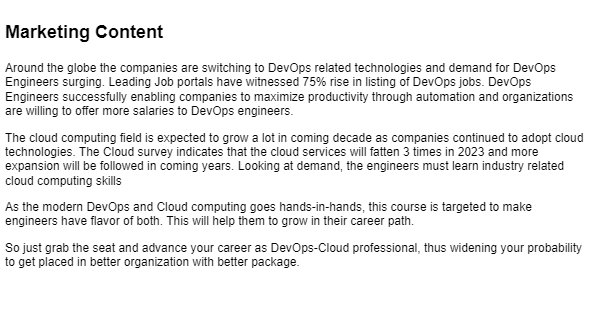 Marketing Content
Around the globe the companies are switching to DevOps related technologies and demand for DevOps
Engineers surging. Leading Job portals have witnessed 75% rise in listing of DevOps jobs. DevOps
Engineers successfully enabling companies to maximize productivity through automation and organizations
are willing to offer more salaries to DevOps engineers.
The cloud computing field is expected to grow a lot in coming decade as companies continued to adopt cloud
technologies. The Cloud survey indicates that the cloud services will fatten 3 times in 2023 and more
expansion will be followed in coming years. Looking at demand, the engineers must learn industry related
cloud computing skills
As the modern DevOps and Cloud computing goes hands-in-hands, this course is targeted to make
engineers have flavor of both. This will help them to grow in their career path.
So just grab the seat and advance your career as DevOps-Cloud professional, thus widening your probability
to get placed in better organization with better package.